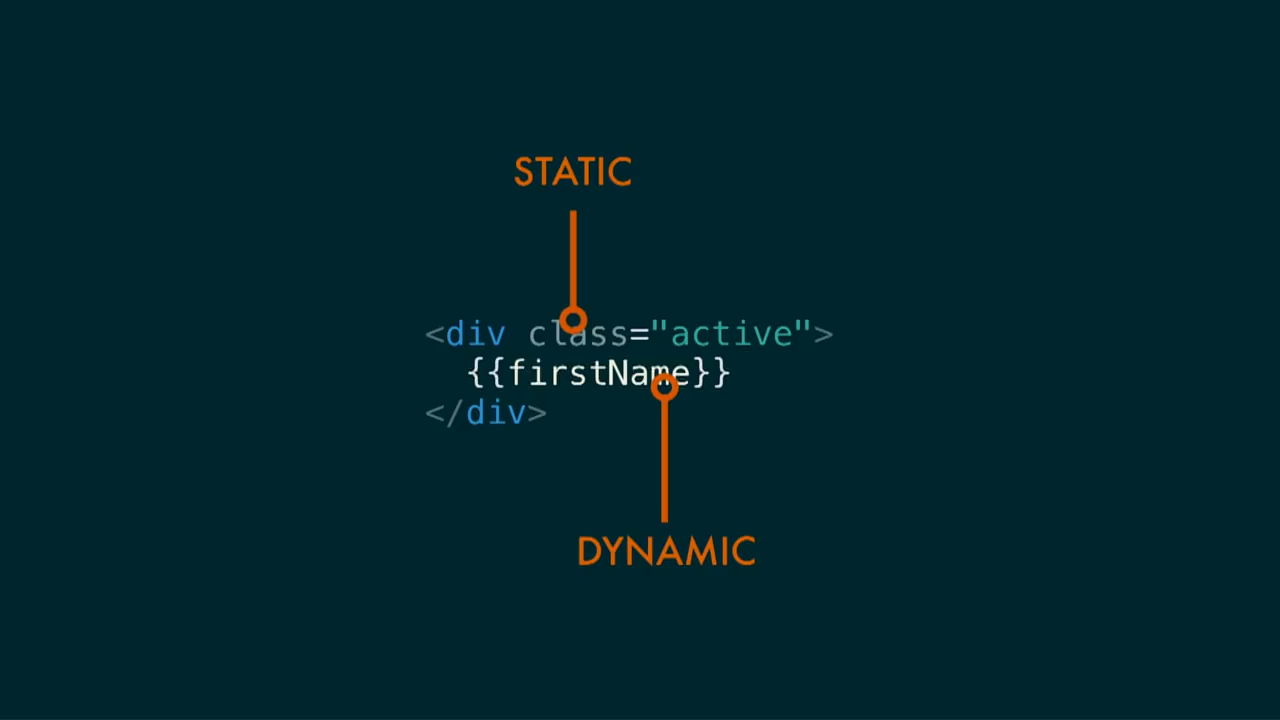 STATIC
<div class="active">
{{firstName}}
</div>
DYNAMIC